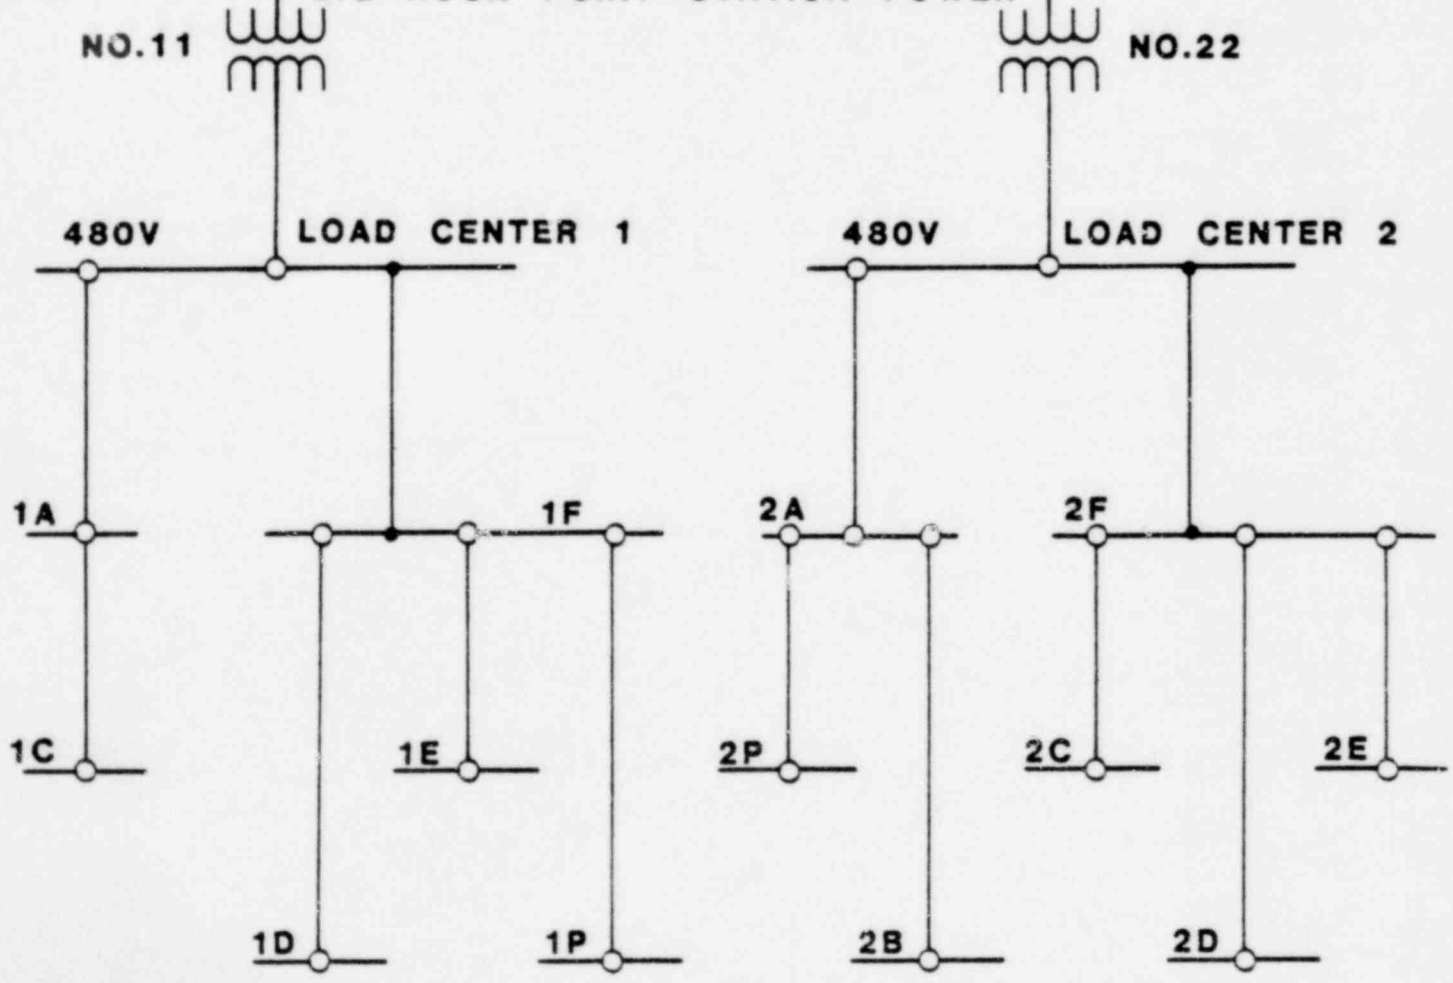 NO.11
NO.22
480V LOAD CENTER 1
480V LOAD CENTER 2
1A
1F
2A
2F
1C
1E
2P
2C
2E
1D
1P
2B
2D